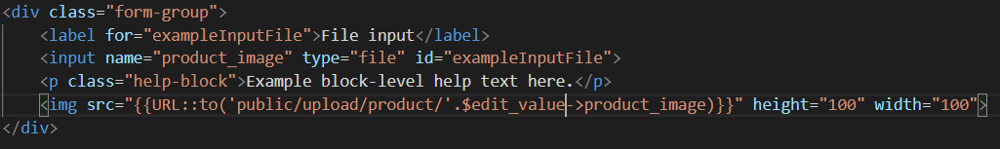 <div class="form-group">
    <label for="exampleInputFile">File input</label>
    <input name="product_image" type="file" id="exampleInputFile">
    <p class="help-block">Example block-level help text here.</p>
    <img src="{{URL::to('public/upload/product/'.$edit_value->product_image)}}" height="100" width="100">
</div>